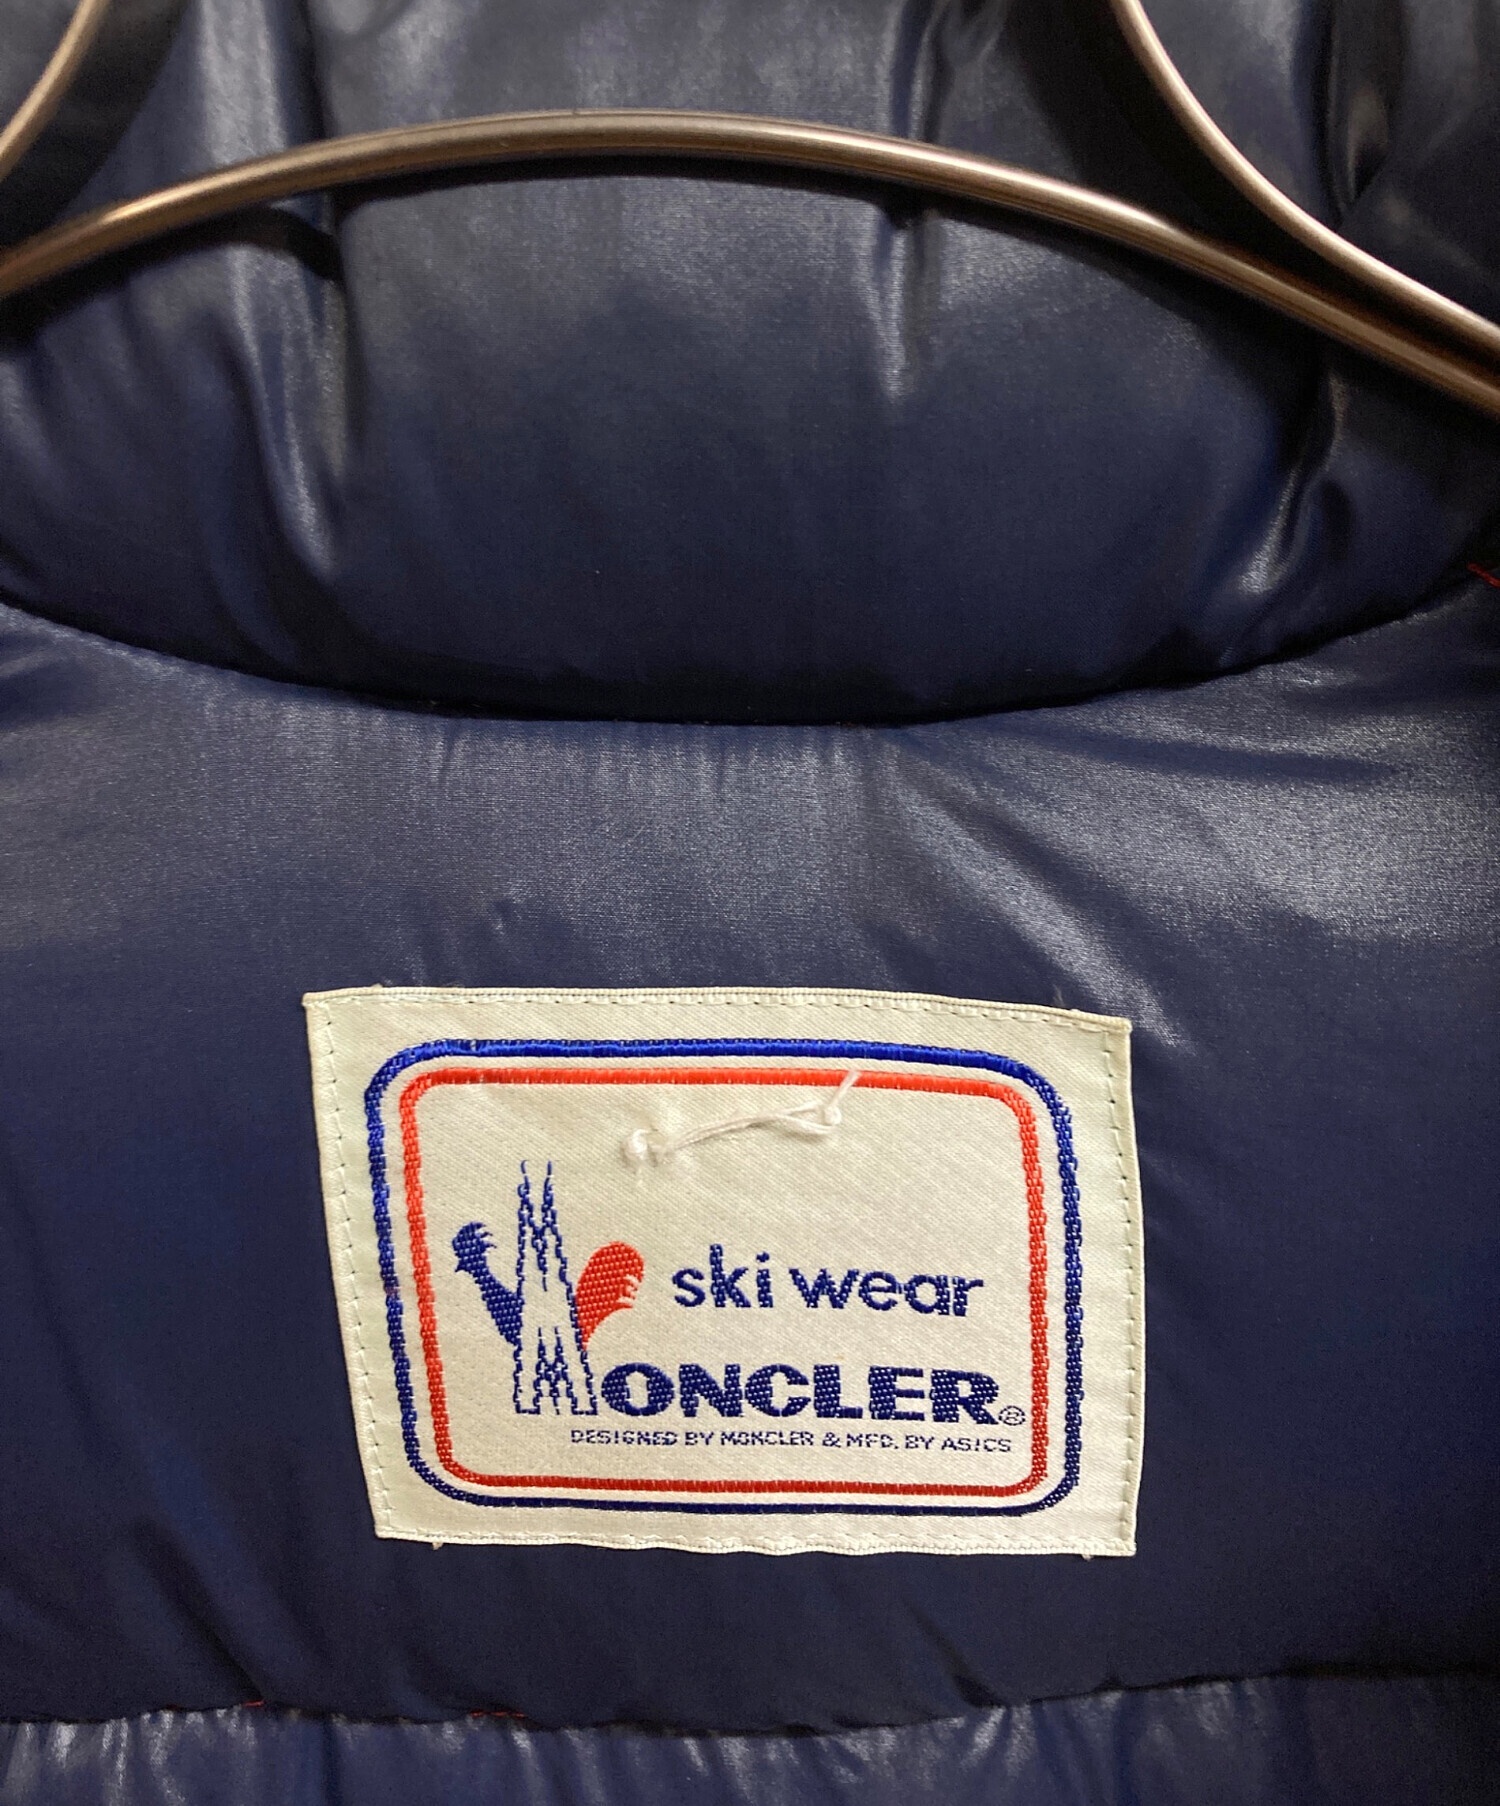 ski wear
MONCLER®
DESIGNED BY MONCLER & MFD. BY ASICS